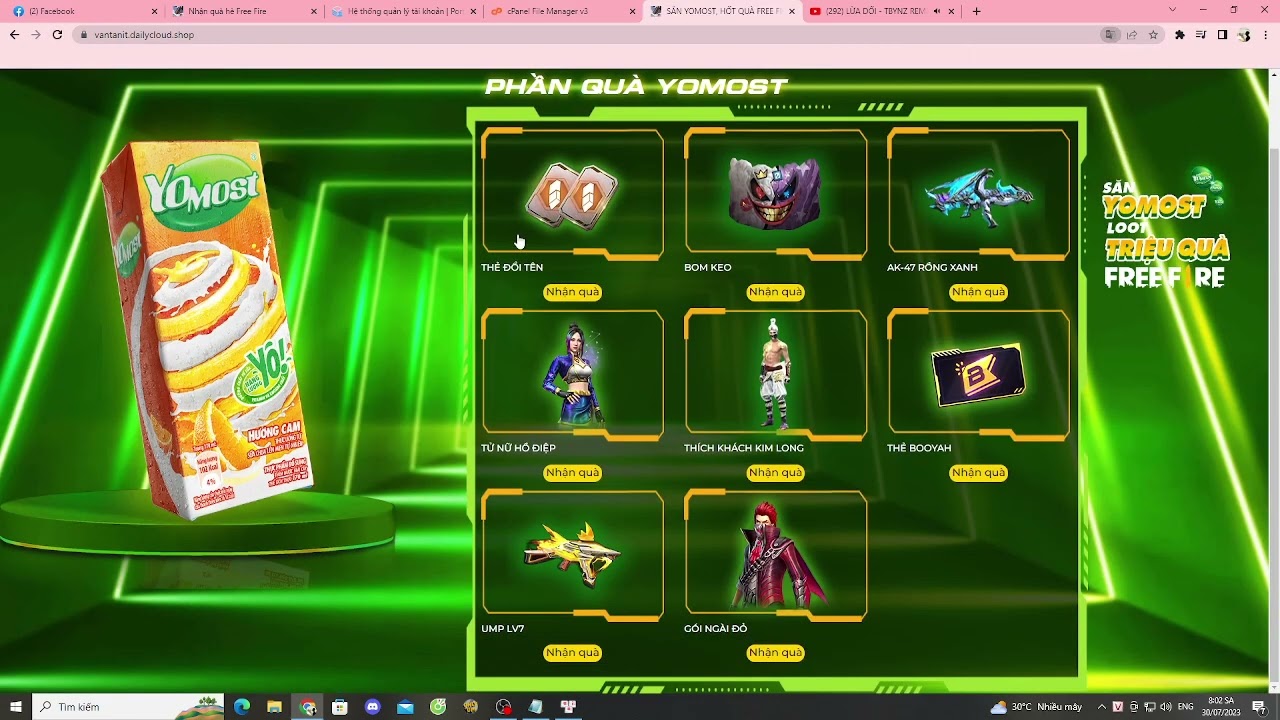 (2) Facebook
Nhận quà hè Free Fire
Hệ thống quản lý tài khoản | Por
cPanel File Manager v3
SĂN YOMOST, HỐT QUÀ FREE F
(292) LỪA DỐI - TBYNZ REM
vantanit.dailycloud.shop
PHẦN QUÀ YOMOST
YOMOST
YOMOST
YO!
HƯƠNG CAM
THẺ ĐỔI TÊN
BOM KEO
AK-47 RỒNG XANH
Nhận quà
Nhận quà
Nhận quà
TỬ NỮ HỒ ĐIỆP
THÍCH KHÁCH KIM LONG
THẺ BOOYAH
Nhận quà
Nhận quà
Nhận quà
UMP LV7
GÓI NGÀI ĐỎ
Nhận quà
Nhận quà
SĂN
YOMOST
LOOT
TRIỆU QUÀ
FREE FIRE
Tìm kiếm
30°C Nhiều mây
ENG
8:02 SA
30/07/2023